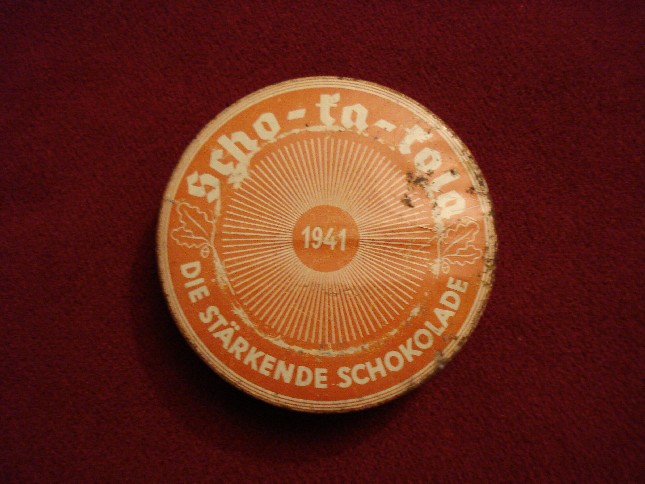 Scho-ka-kola
1941
DIE STÄRKENDE SCHOKOLADE